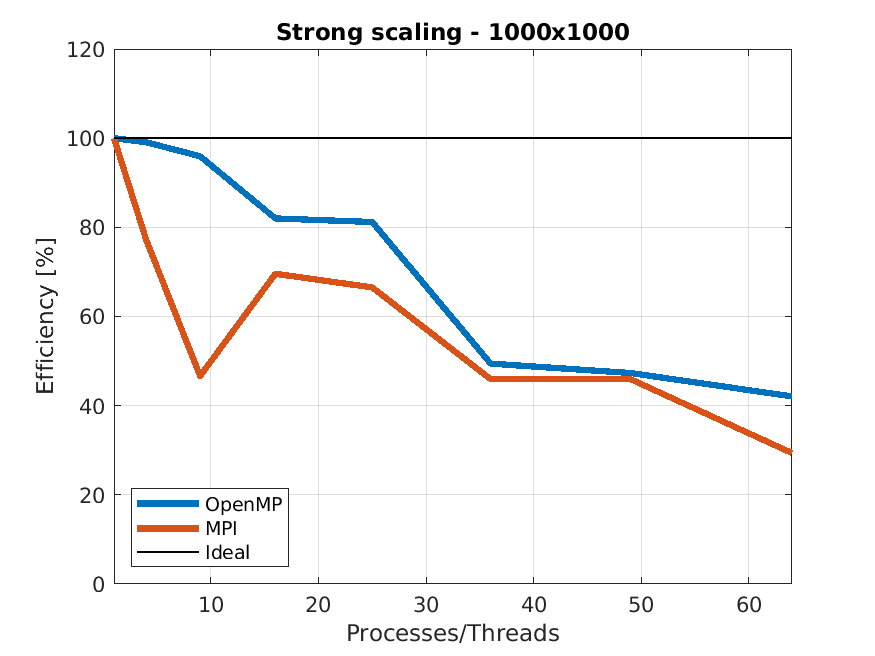 Strong scaling - 1000x1000
120
100
80
60
40
20
0
Efficiency [%]
OpenMP
MPI
Ideal
10 20 30 40 50 60
Processes/Threads